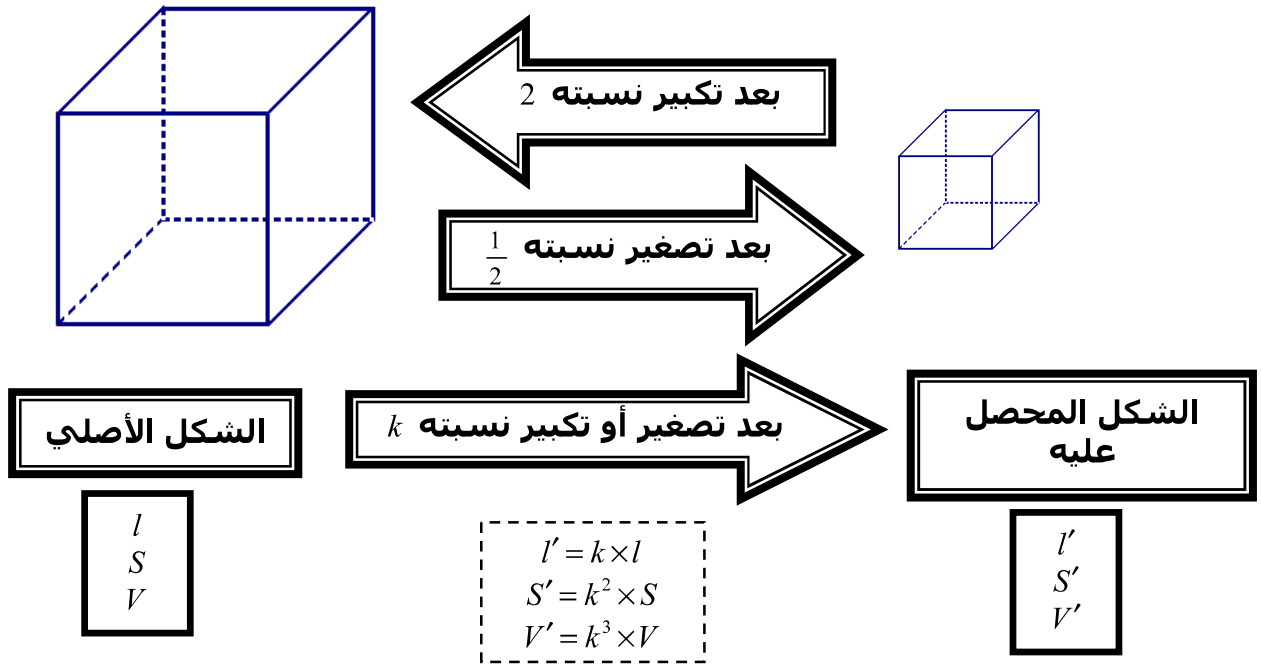 بعد تكبير نسبته 2
بعد تصغير نسبته 1/2
الشكل الأصلي
بعد تصغير أو تكبير نسبته k
الشكل المحصل
عليه
l
S
V
l′ = k × l
S′ = k² × S
V′ = k³ × V
l′
S′
V′